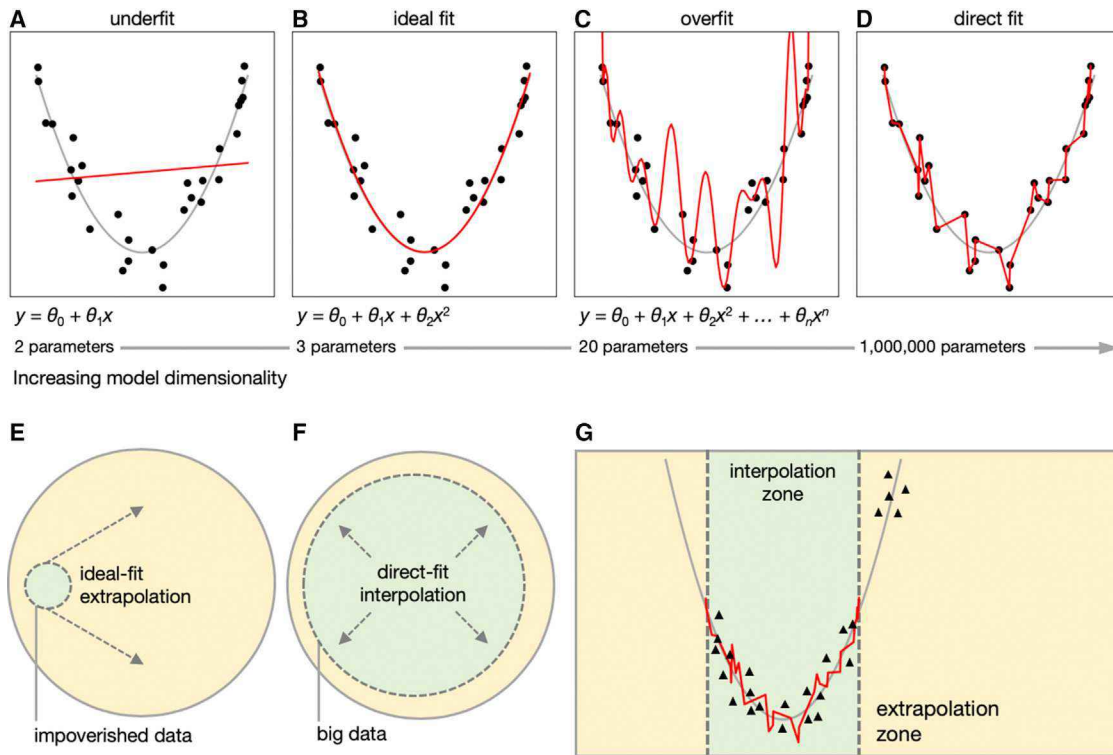 A underfit
B ideal fit
C overfit
D direct fit
y = θ₀ + θ₁x
y = θ₀ + θ₁x + θ₂x²
y = θ₀ + θ₁x + θ₂x² + … + θₙxⁿ
2 parameters
3 parameters
20 parameters
1,000,000 parameters
Increasing model dimensionality
E
ideal-fit
extrapolation
impoverished data
F
direct-fit
interpolation
big data
G
interpolation
zone
extrapolation
zone